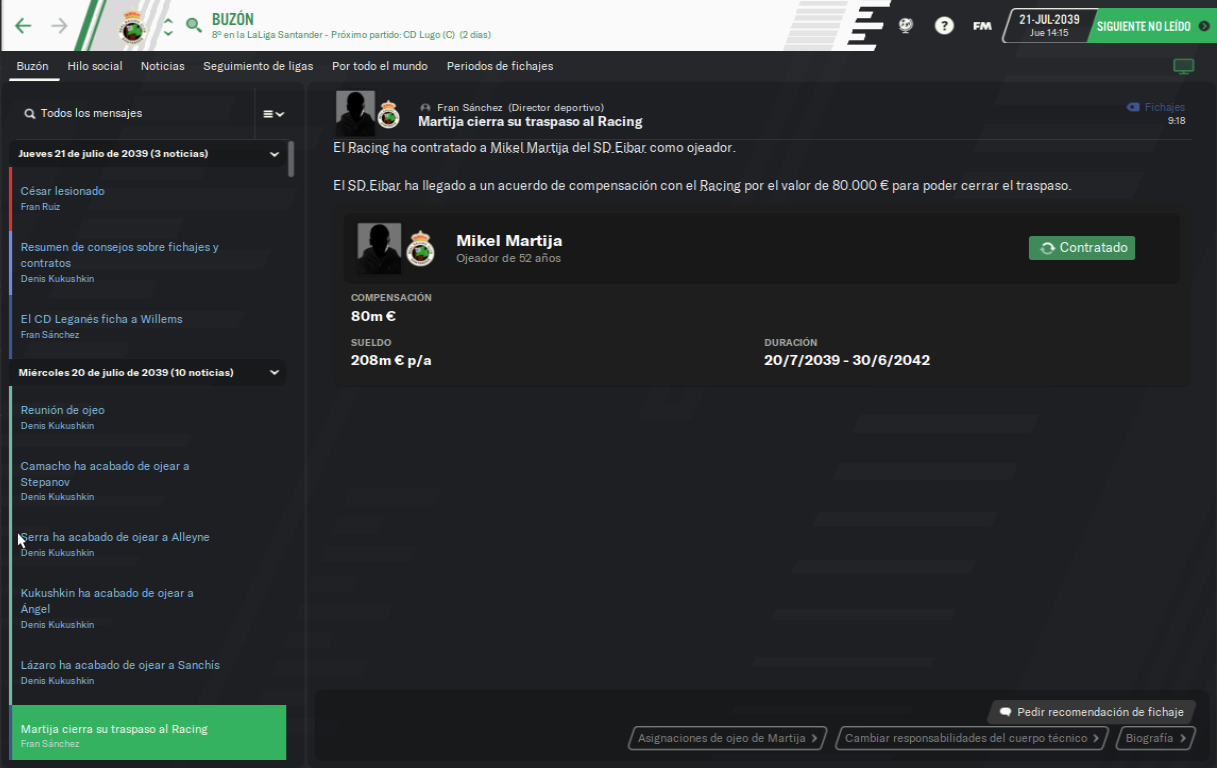 BUZÓN
8º en la LaLiga Santander - Próximo partido: CD Lugo (C) (2 días)
?
FM
21-JUL-2039
Jue 14:15
SIGUIENTE NO LEÍDO
Buzón Hilo social Noticias Seguimiento de ligas Por todo el mundo Periodos de fichajes
Todos los mensajes
Jueves 21 de julio de 2039 (3 noticias)
César lesionado
Fran Ruiz
Resumen de consejos sobre fichajes y
contratos
Denis Kukushkin
El CD Leganés ficha a Willems
Fran Sánchez
Miércoles 20 de julio de 2039 (10 noticias)
Reunión de ojeo
Denis Kukushkin
Camacho ha acabado de ojear a
Stepanov
Denis Kukushkin
Serra ha acabado de ojear a Alleyne
Denis Kukushkin
Kukushkin ha acabado de ojear a
Ángel
Denis Kukushkin
Lázaro ha acabado de ojear a Sanchís
Denis Kukushkin
Martija cierra su traspaso al Racing
Fran Sánchez
Fran Sánchez (Director deportivo)
Martija cierra su traspaso al Racing
Fichajes
9:18
El Racing ha contratado a Mikel Martija del SD Eibar como ojeador.
El SD Eibar ha llegado a un acuerdo de compensación con el Racing por el valor de 80.000 € para poder cerrar el traspaso.
Mikel Martija
Ojeador de 52 años
Contratado
COMPENSACIÓN
80m €
SUELDO
208m € p/a
DURACIÓN
20/7/2039 - 30/6/2042
Pedir recomendación de fichaje
Asignaciones de ojeo de Martija
Cambiar responsabilidades del cuerpo técnico
Biografía